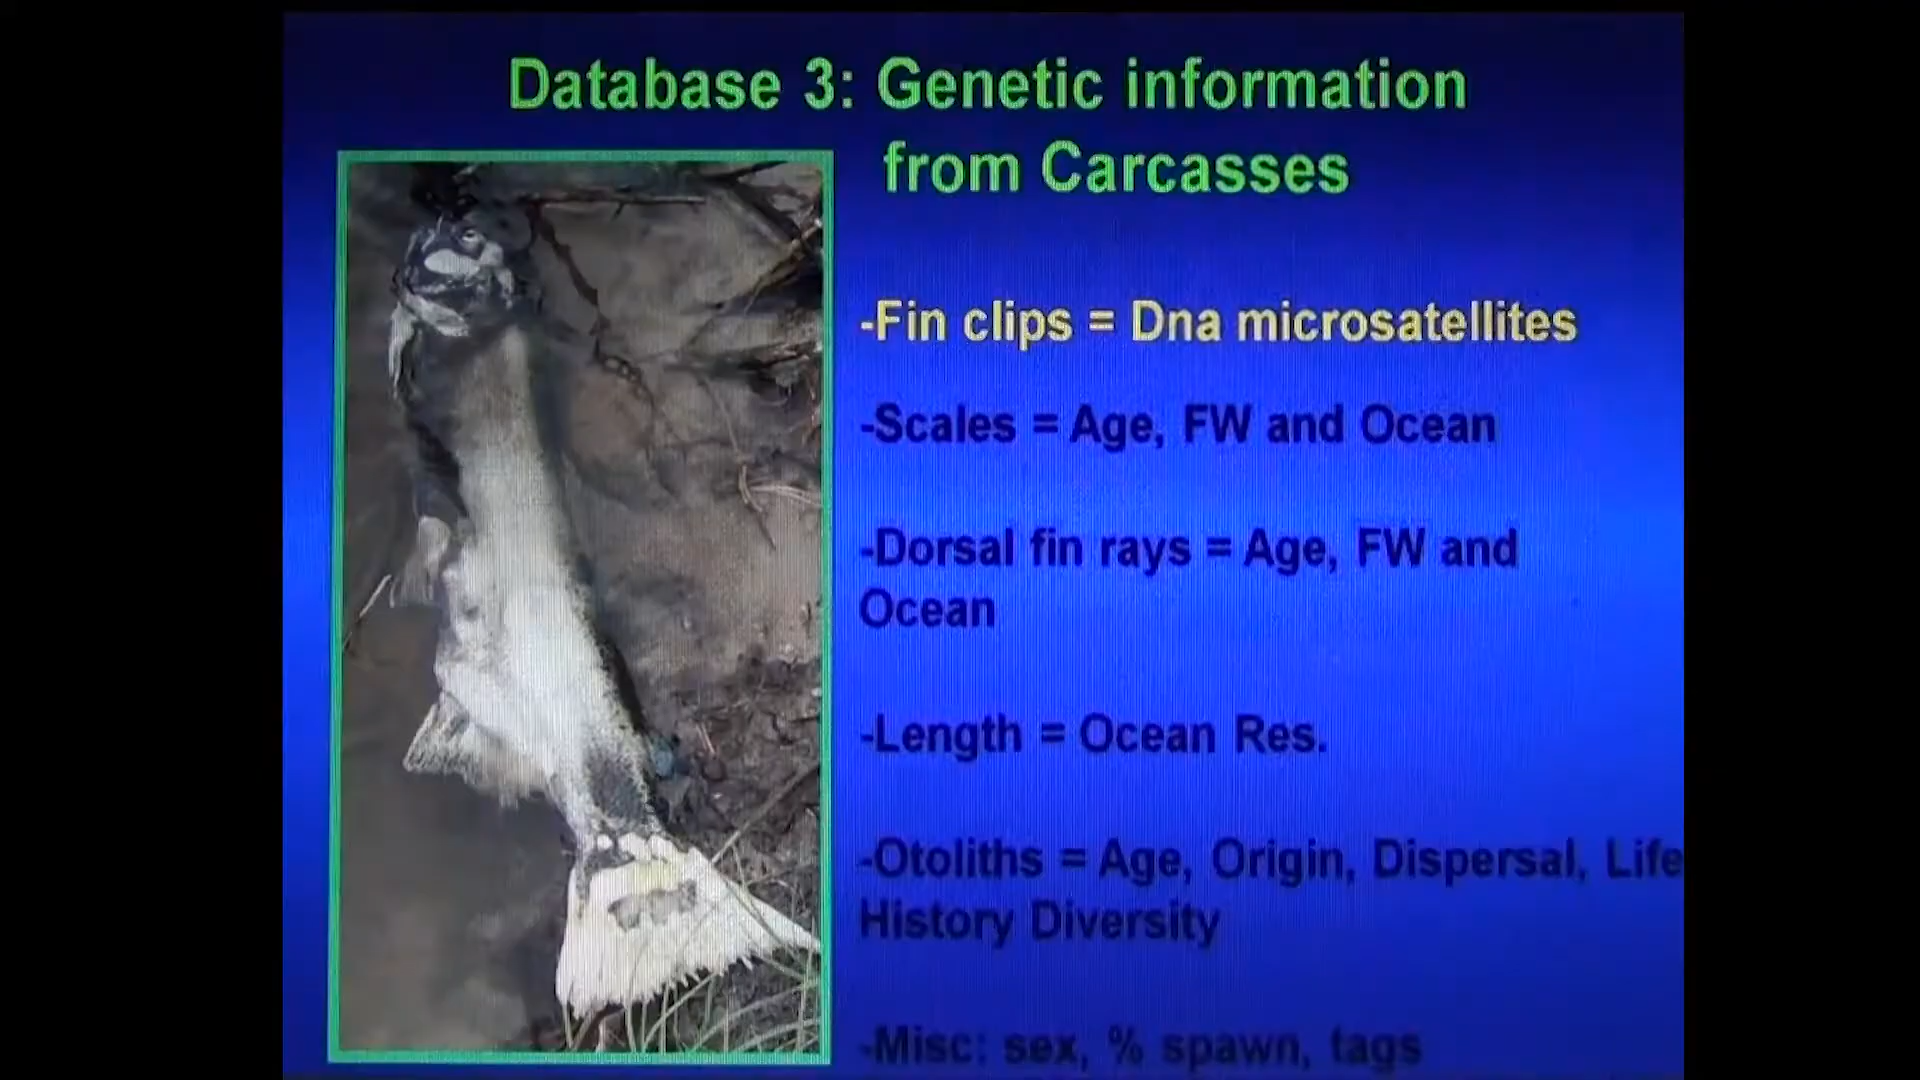 Database 3: Genetic information
from Carcasses
-Fin clips = Dna microsatellites
-Scales = Age, FW and Ocean
-Dorsal fin rays = Age, FW and
Ocean
-Length = Ocean Res.
-Otoliths = Age, Origin, Dispersal, Life
History Diversity
-Misc: sex, % spawn, tags